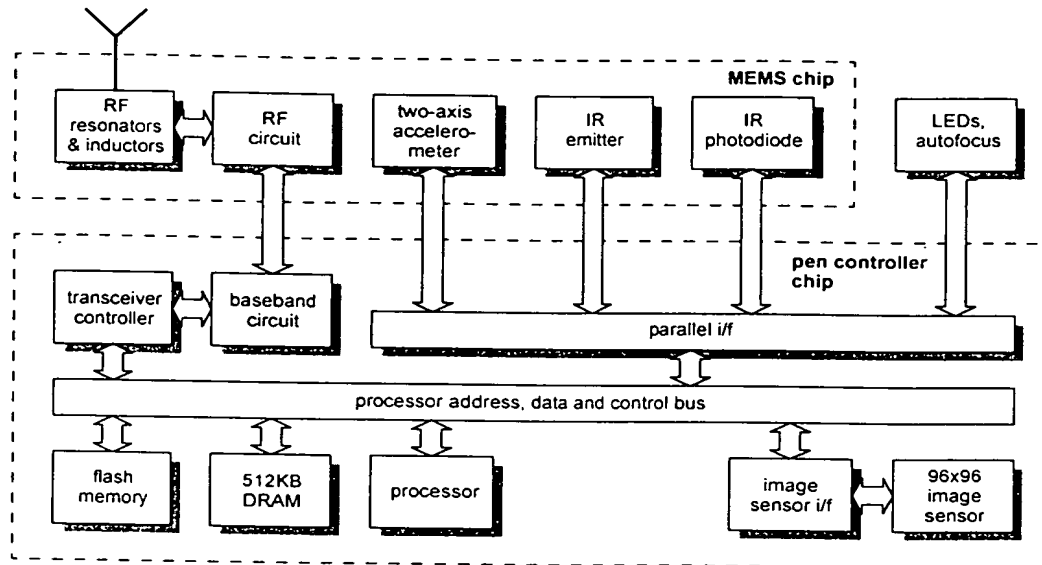 MEMS chip
RF
resonators
& inductors
RF
circuit
two-axis
accelero-
meter
IR
emitter
IR
photodiode
LEDs,
autofocus
pen controller
chip
transceiver
controller
baseband
circuit
parallel i/f
processor address, data and control bus
flash
memory
512KB
DRAM
processor
image
sensor i/f
96x96
image
sensor